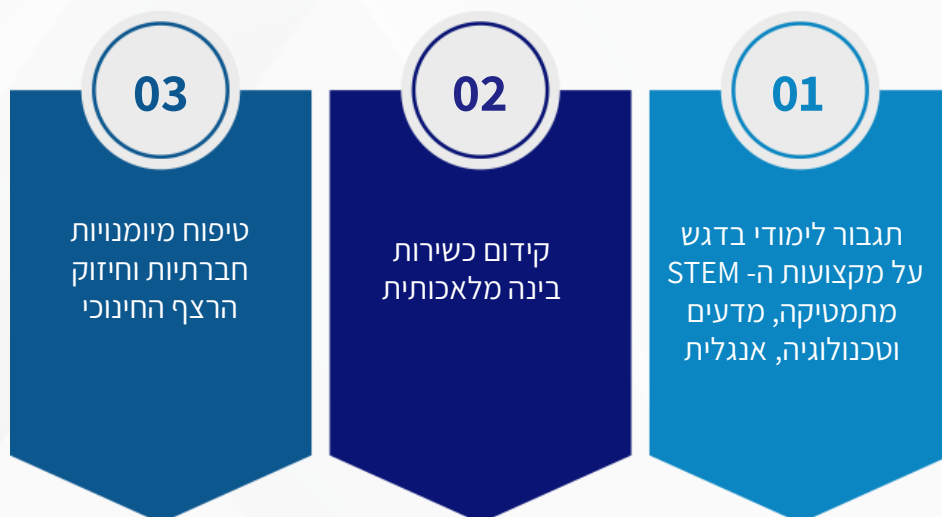 01
תגבור לימודי בדגש
על מקצועות ה- STEM
מתמטיקה, מדעים
וטכנולוגיה, אנגלית
02
קידום כשירות
בינה מלאכותית
03
טיפוח מיומנויות
חברתיות וחיזוק
הרצף החינוכי